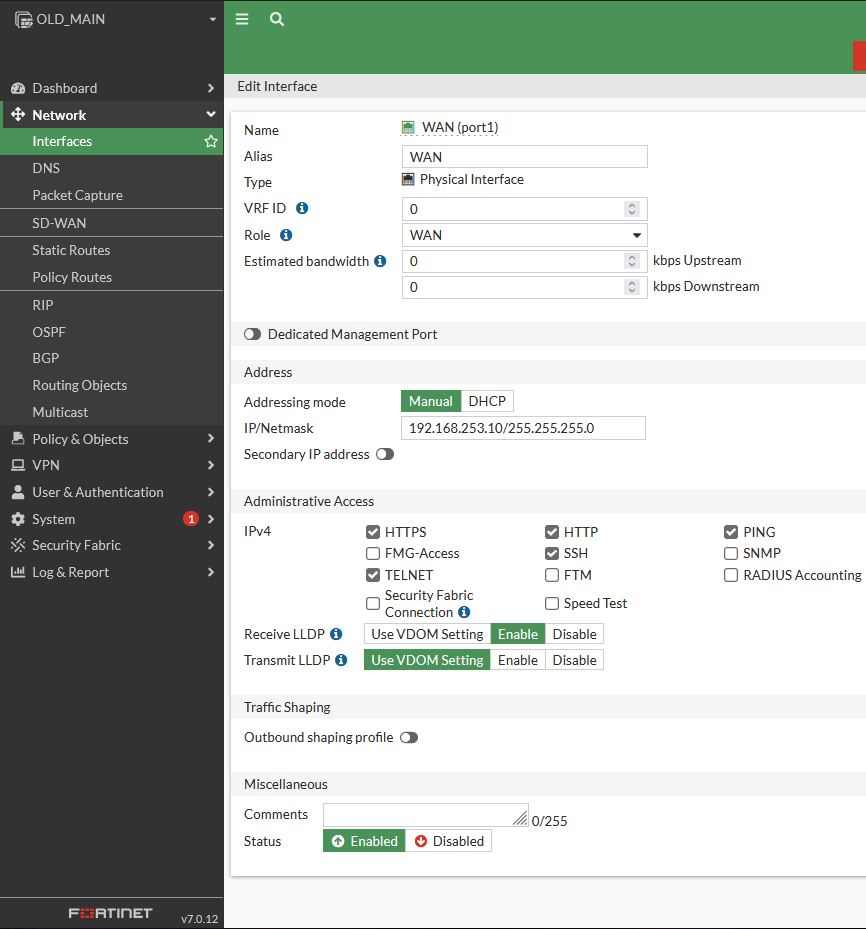 OLD_MAIN
Dashboard
Network
Interfaces
DNS
Packet Capture
SD-WAN
Static Routes
Policy Routes
RIP
OSPF
BGP
Routing Objects
Multicast
Policy & Objects
VPN
User & Authentication
System 1
Security Fabric
Log & Report
FORTINET v7.0.12
Edit Interface
Name WAN (port1)
Alias WAN
Type Physical Interface
VRF ID 0
Role WAN
Estimated bandwidth 0 kbps Upstream
0 kbps Downstream
Dedicated Management Port
Address
Addressing mode Manual DHCP
IP/Netmask 192.168.253.10/255.255.255.0
Secondary IP address
Administrative Access
IPv4 HTTPS HTTP PING
FMG-Access SSH SNMP
TELNET FTM RADIUS Accounting
Security Fabric
Connection Speed Test
Receive LLDP Use VDOM Setting Enable Disable
Transmit LLDP Use VDOM Setting Enable Disable
Traffic Shaping
Outbound shaping profile
Miscellaneous
Comments 0/255
Status Enabled Disabled